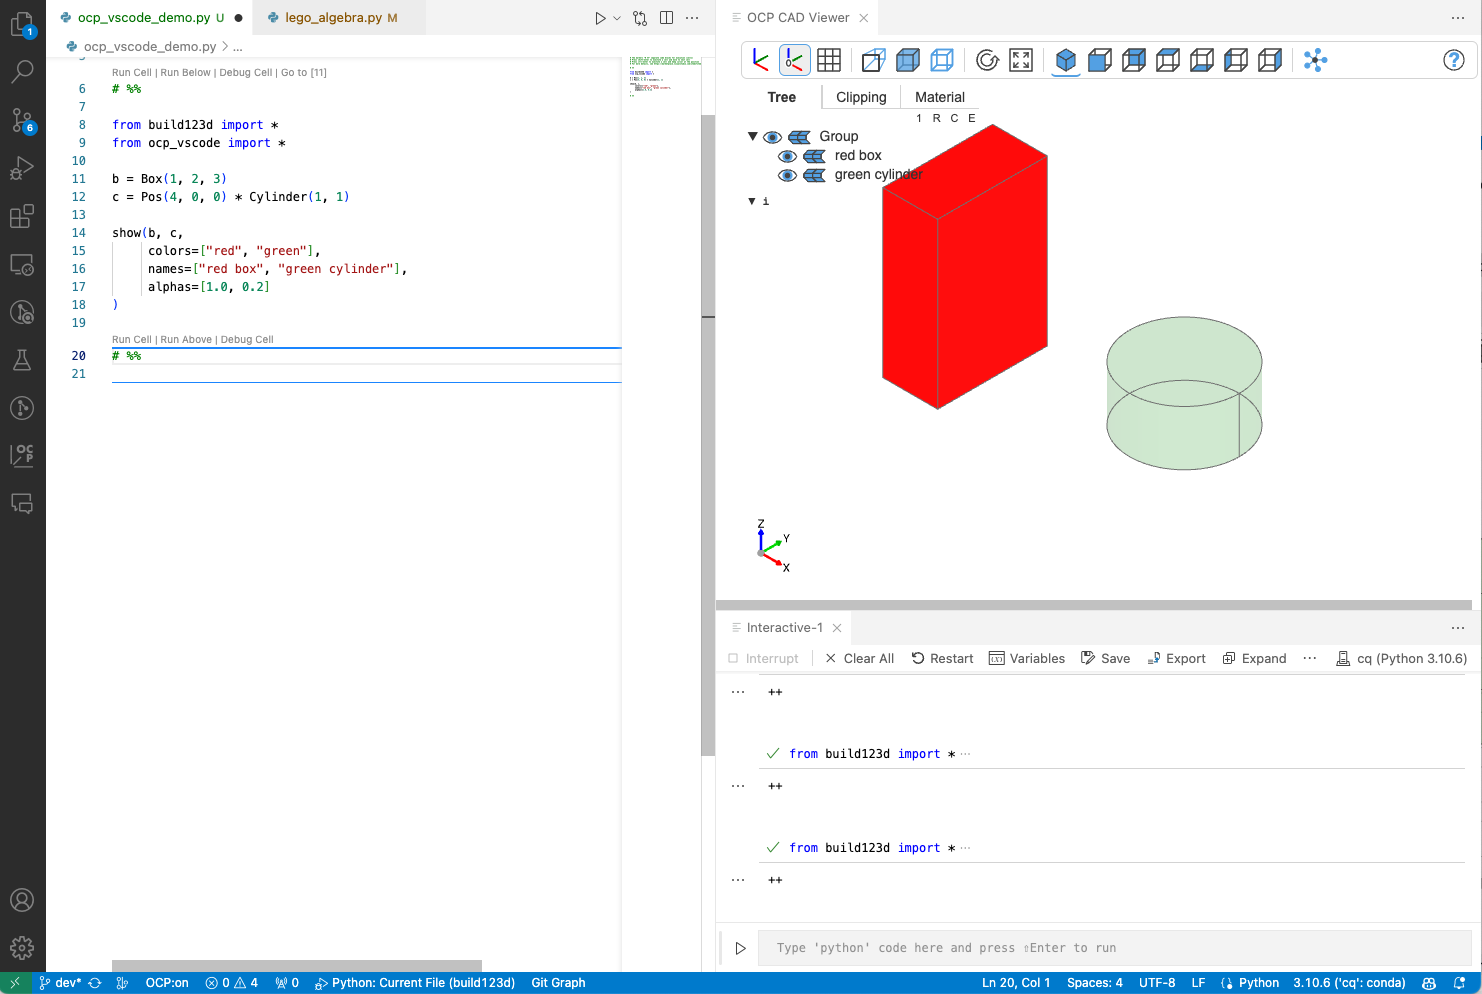 ocp_vscode_demo.py U
lego_algebra.py M
OCP CAD Viewer
1
ocp_vscode_demo.py > ...
Run Cell | Run Below | Debug Cell | Go to [11]
6 # %%
7
8 from build123d import *
9 from ocp_vscode import *
10
11 b = Box(1, 2, 3)
12 c = Pos(4, 0, 0) * Cylinder(1, 1)
13
14 show(b, c,
15 colors=["red", "green"],
16 names=["red box", "green cylinder"],
17 alphas=[1.0, 0.2]
18 )
19
Run Cell | Run Above | Debug Cell
20 # %%
21
6
OCP
0
?
Tree
Clipping
Material
1 R C E
Group
red box
green cylinder
i
Z
Y
X
Interactive-1
Interrupt
Clear All
Restart
Variables
Save
Export
Expand
...
cq (Python 3.10.6)
... ++
from build123d import * ...
... ++
from build123d import * ...
... ++
Type 'python' code here and press ⇧Enter to run
dev*
OCP:on
0
4
0
Python: Current File (build123d)
Git Graph
Ln 20, Col 1
Spaces: 4
UTF-8
LF
Python
3.10.6 ('cq': conda)